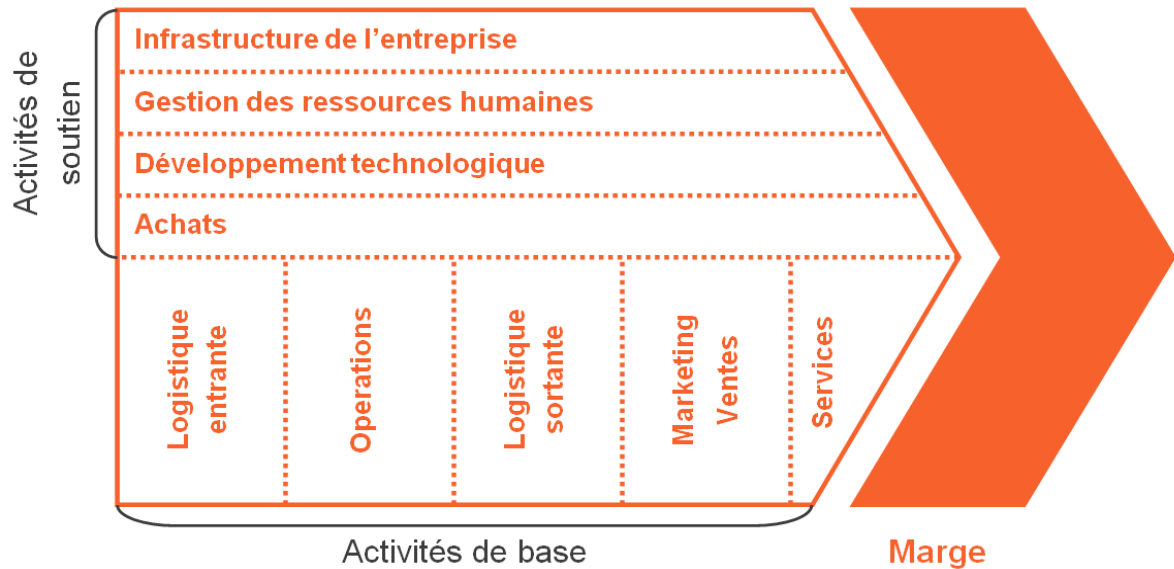 Activités de
soutien
Infrastructure de l’entreprise
Gestion des ressources humaines
Développement technologique
Achats
Logistique
entrante
Operations
Logistique
sortante
Marketing
Ventes
Services
Activités de base
Marge